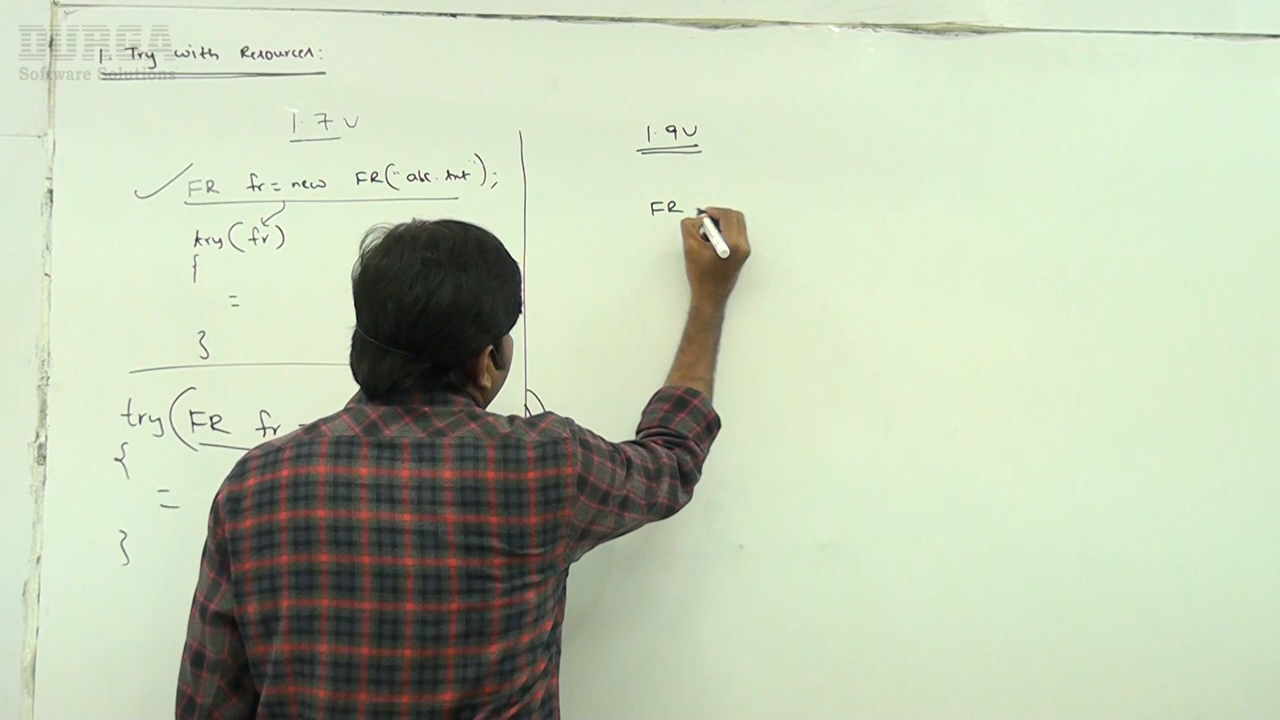 DURGA
Software Solutions
1. Try with Resources:
1.7 V
FR fr = new FR("abc.txt");
try(fr)
{
=
}
try(FR fr =
{
=
}
1.9V
FR